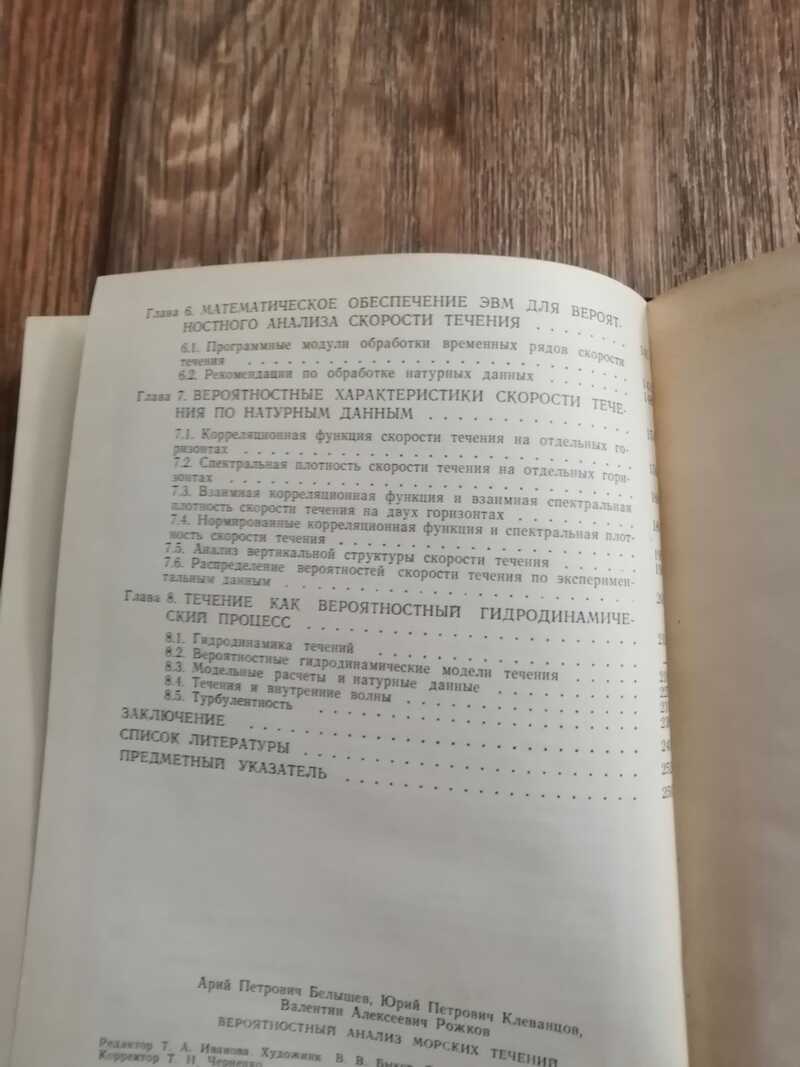 Глава 6. МАТЕМАТИЧЕСКОЕ ОБЕСПЕЧЕНИЕ ЭВМ ДЛЯ ВЕРОЯТ-
НОСТНОГО АНАЛИЗА СКОРОСТИ ТЕЧЕНИЯ
6.1. Программные модули обработки временных рядов скорости
течения
6.2. Рекомендации по обработке натурных данных
Глава 7. ВЕРОЯТНОСТНЫЕ ХАРАКТЕРИСТИКИ СКОРОСТИ ТЕЧЕ-
НИЯ ПО НАТУРНЫМ ДАННЫМ
7.1. Корреляционная функция скорости течения на отдельных го-
ризонтах
7.2. Спектральная плотность скорости течения на отдельных гори-
зонтах
7.3. Взаимная корреляционная функция и взаимная спектральная
плотность скорости течения на двух горизонтах
7.4. Нормированные корреляционная функция и спектральная плот-
ность скорости течения
7.5. Анализ вертикальной структуры скорости течения
7.6. Распределение вероятностей скорости течения по эксперимен-
тальным данным
Глава 8. ТЕЧЕНИЕ КАК ВЕРОЯТНОСТНЫЙ ГИДРОДИНАМИЧЕ-
СКИЙ ПРОЦЕСС
8.1. Гидродинамика течений
8.2. Вероятностные гидродинамические модели течения
8.3. Модельные расчеты и натурные данные
8.4. Течения и внутренние волны
8.5. Турбулентность
ЗАКЛЮЧЕНИЕ
СПИСОК ЛИТЕРАТУРЫ
ПРЕДМЕТНЫЙ УКАЗАТЕЛЬ
Арий Петрович Белышев, Юрий Петрович Клеванцов,
Валентин Алексеевич Рожков
ВЕРОЯТНОСТНЫЙ АНАЛИЗ МОРСКИХ ТЕЧЕНИЙ
Редактор Т. А. Иванова. Художник В. В.
Корректор Т. Н. Черненко